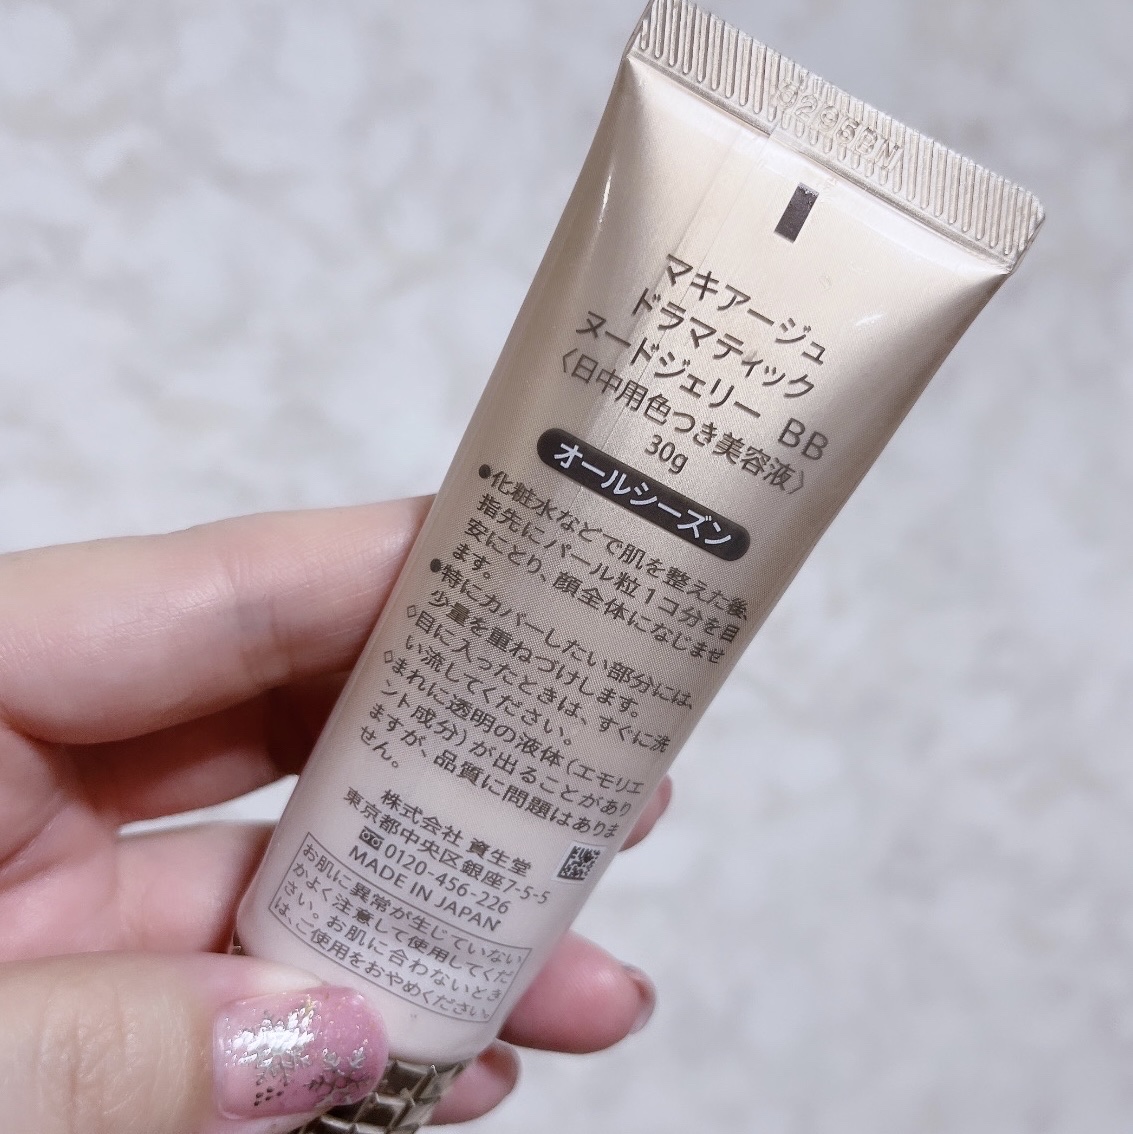 9295BN
マキアージュ
ドラマティック
ヌードジェリー BB
〈日中用色つき美容液〉
30g
オールシーズン
●化粧水などで肌を整えた後、
指先にパール粒1コ分を目
安にとり、顔全体になじませ
ます。
●特にカバーしたい部分には、
少量を重ねづけします。
◇目に入ったときは、すぐに洗
い流してください。
◇まれに透明の液体（エモリエ
ント成分）が出ることがあり
ますが、品質に問題はありま
せん。
株式会社 資生堂
東京都中央区銀座7-5-5
0120-456-226
MADE IN JAPAN
お肌に異常が生じていない
かよく注意して使用してくだ
さい。お肌に合わないとき
は、ご使用をおやめください。